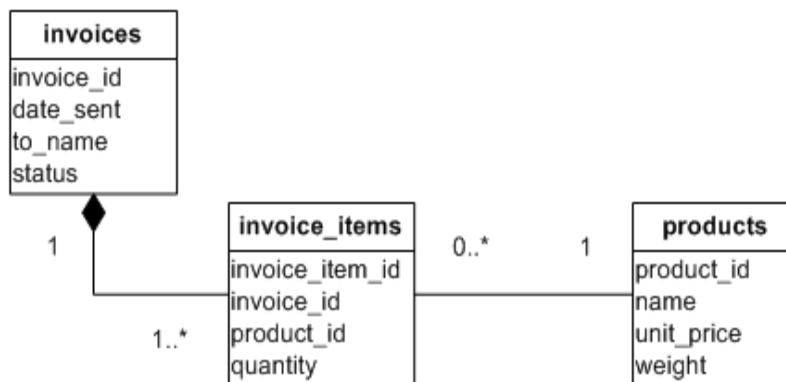 invoices
invoice_id
date_sent
to_name
status
1
1..*
invoice_items
invoice_item_id
invoice_id
product_id
quantity
0..*
1
products
product_id
name
unit_price
weight